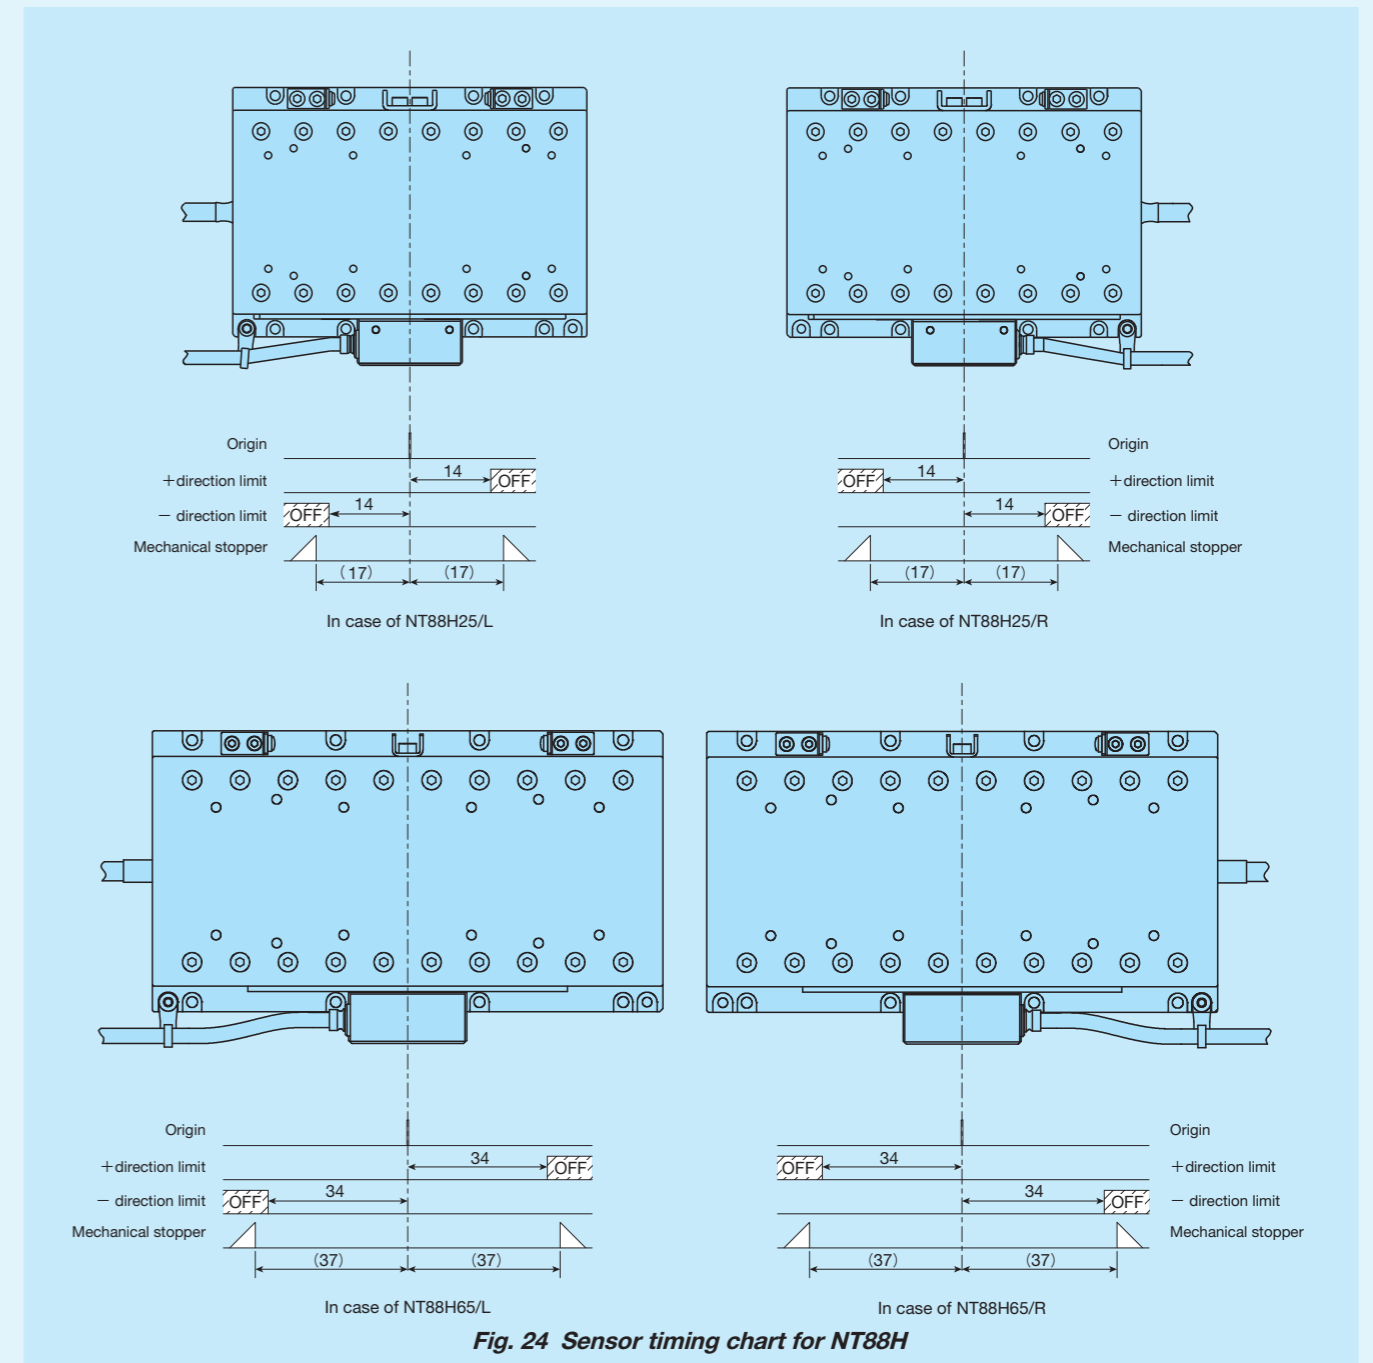 Origin
+direction limit
− direction limit
Mechanical stopper
14
OFF
OFF
14
(17)
(17)
In case of NT88H25/L
Origin
+direction limit
− direction limit
Mechanical stopper
OFF
14
14
OFF
(17)
(17)
In case of NT88H25/R
Origin
+direction limit
− direction limit
Mechanical stopper
34
OFF
OFF
34
(37)
(37)
In case of NT88H65/L
Origin
+direction limit
− direction limit
Mechanical stopper
OFF
34
34
OFF
(37)
(37)
In case of NT88H65/R
Fig. 24 Sensor timing chart for NT88H